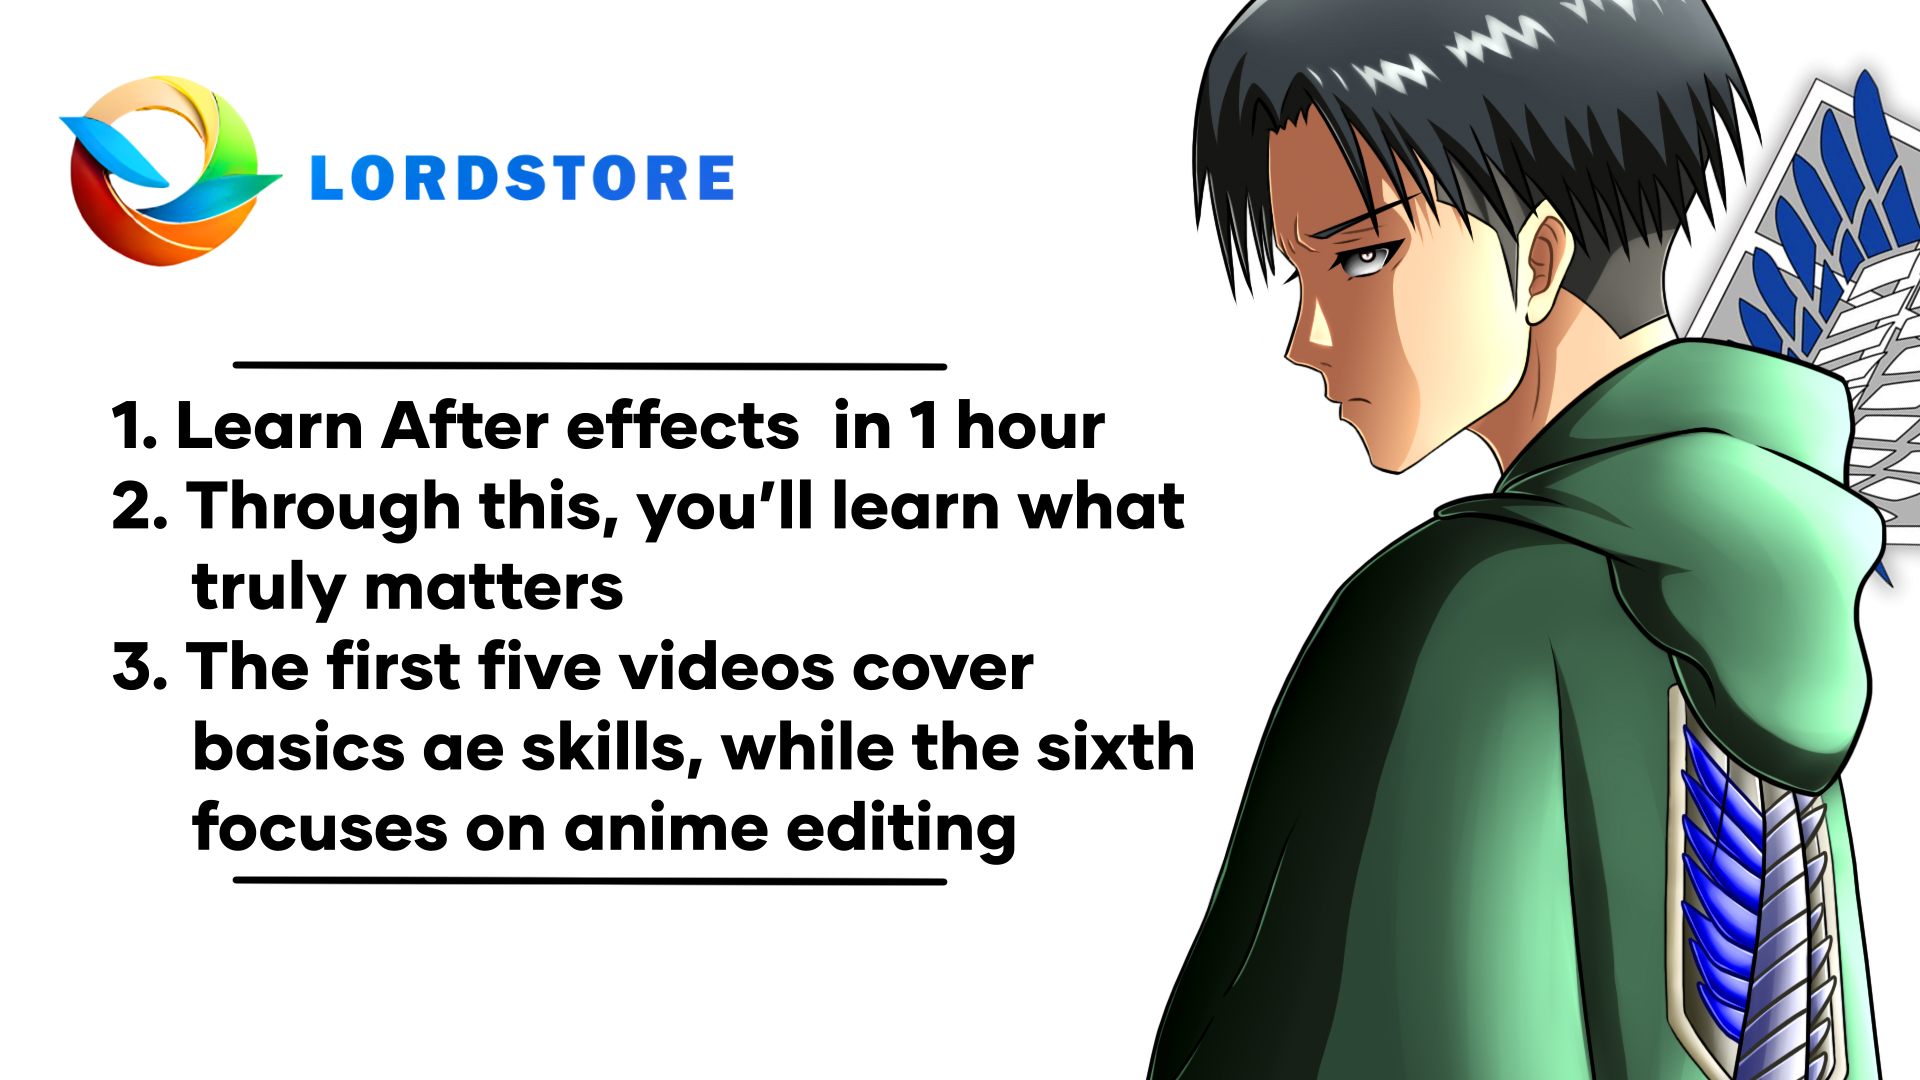 LORDSTORE
1. Learn After effects  in 1 hour
2. Through this, you’ll learn what
truly matters
3. The first five videos cover
basics ae skills, while the sixth
focuses on anime editing